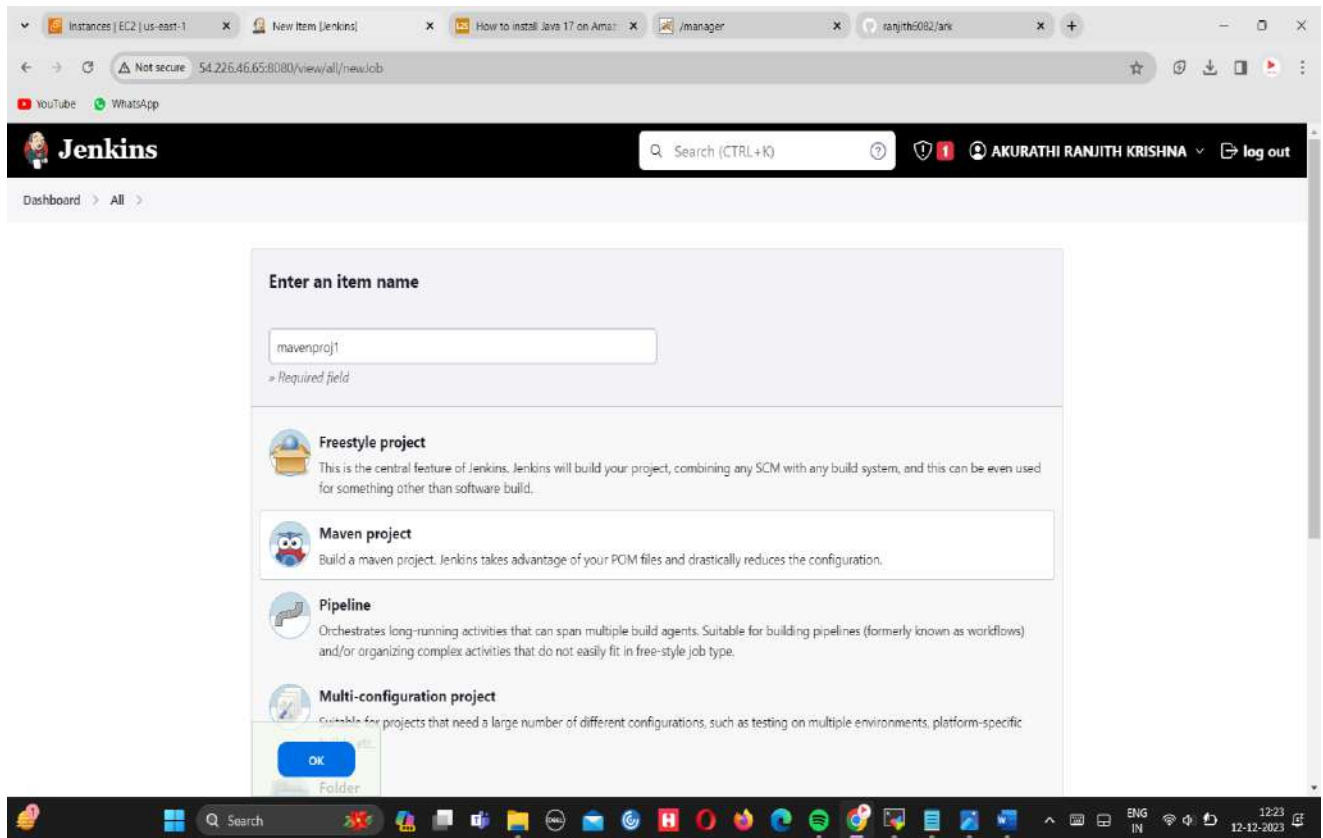 Instances | EC2 | us-east-1
New Item [Jenkins]
How to install Java 17 on Amaz
/manager
ranjith6082/ark
Not secure 54.226.46.65:8080/view/all/newJob
YouTube WhatsApp
Jenkins
Search (CTRL+K)
1
AKURATHI RANJITH KRISHNA
log out
Dashboard > All >
Enter an item name
mavenproj1
» Required field
Freestyle project
This is the central feature of Jenkins. Jenkins will build your project, combining any SCM with any build system, and this can be even used
for something other than software build.
Maven project
Build a maven project. Jenkins takes advantage of your POM files and drastically reduces the configuration.
Pipeline
Orchestrates long-running activities that can span multiple build agents. Suitable for building pipelines (formerly known as workflows)
and/or organizing complex activities that do not easily fit in free-style job type.
Multi-configuration project
Suitable for projects that need a large number of different configurations, such as testing on multiple environments, platform-specific
etc.
OK
Folder
Search
ENG
IN
12:23
12-12-2023